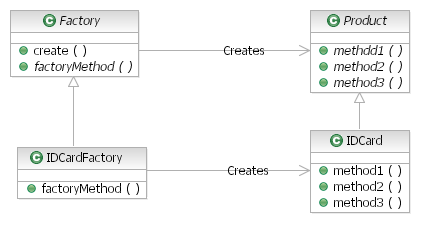 C Factory
create ( )
factoryMethod ( )
Creates
C Product
methdd1 ( )
method2 ( )
method3 ( )
C IDCardFactory
factoryMethod ( )
Creates
C IDCard
method1 ( )
method2 ( )
method3 ( )